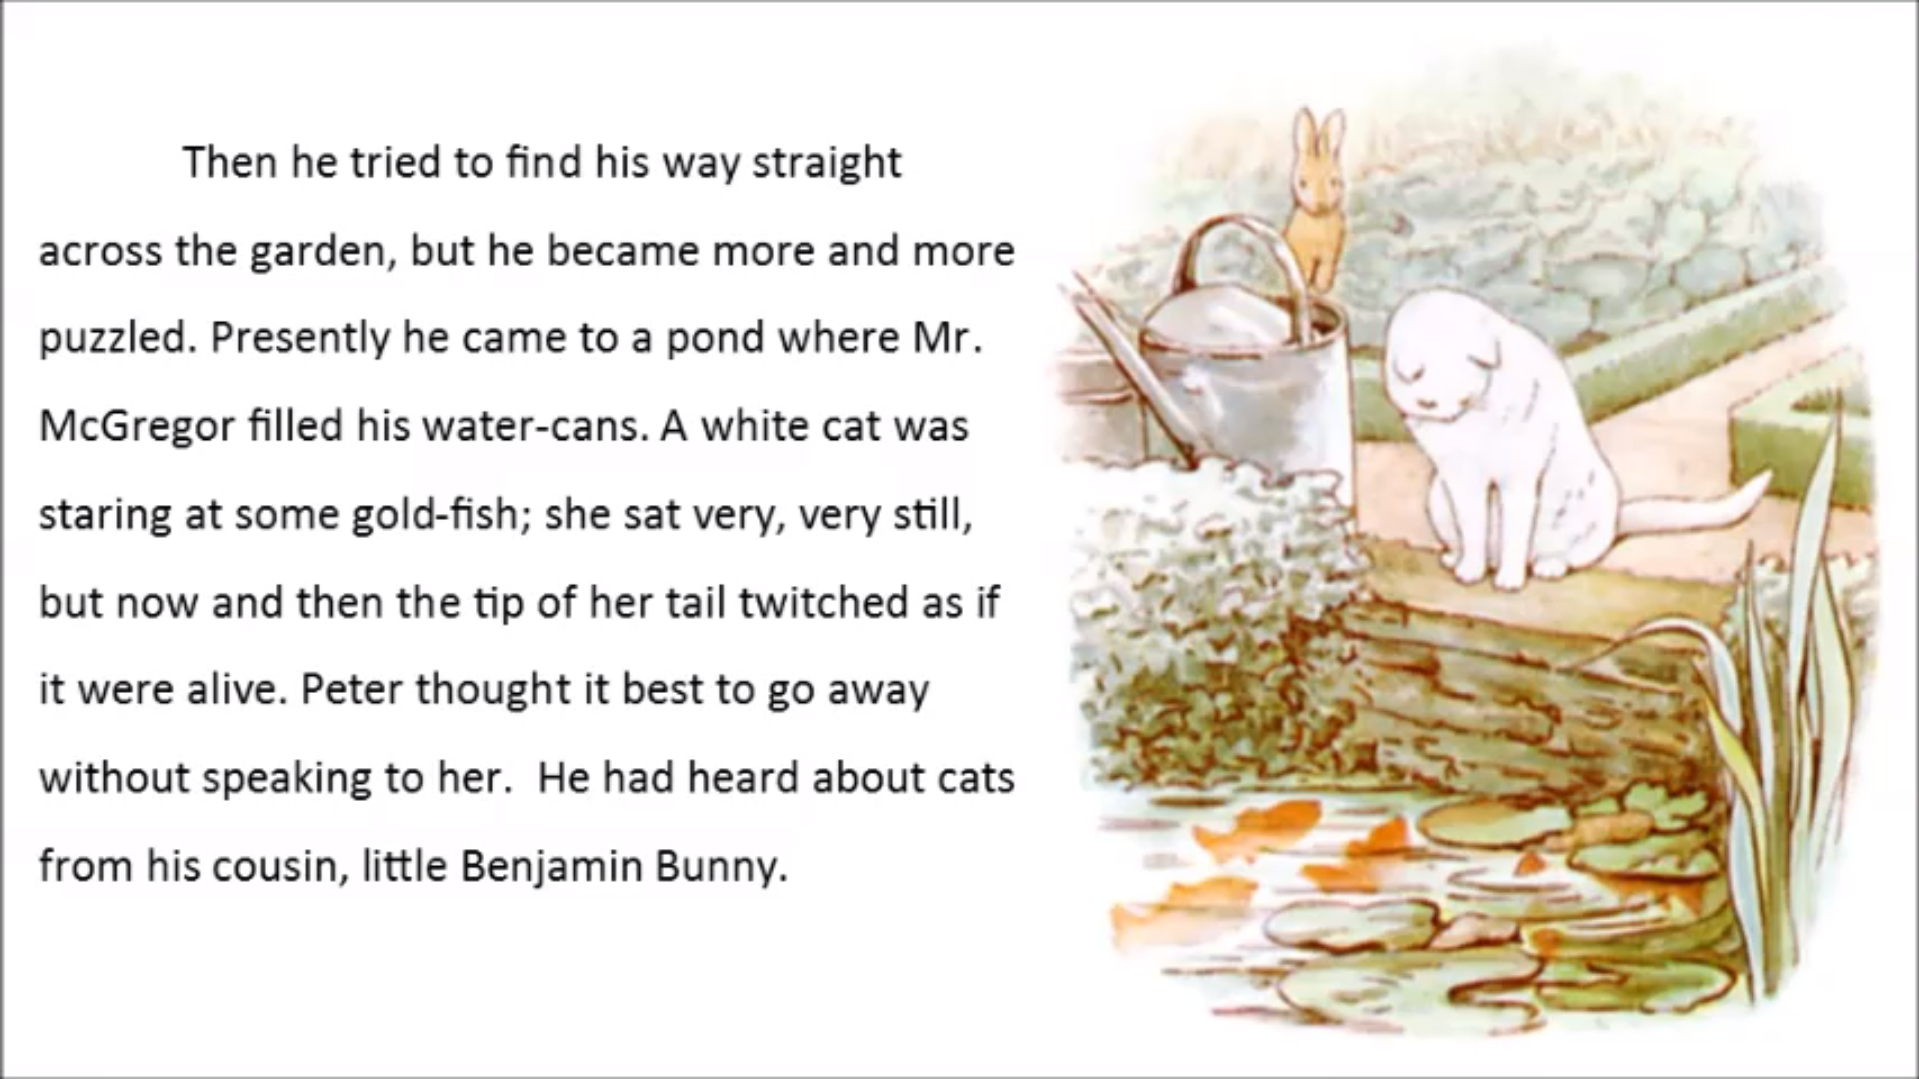 Then he tried to find his way straight
across the garden, but he became more and more
puzzled. Presently he came to a pond where Mr.
McGregor filled his water-cans. A white cat was
staring at some gold-fish; she sat very, very still,
but now and then the tip of her tail twitched as if
it were alive. Peter thought it best to go away
without speaking to her.  He had heard about cats
from his cousin, little Benjamin Bunny.